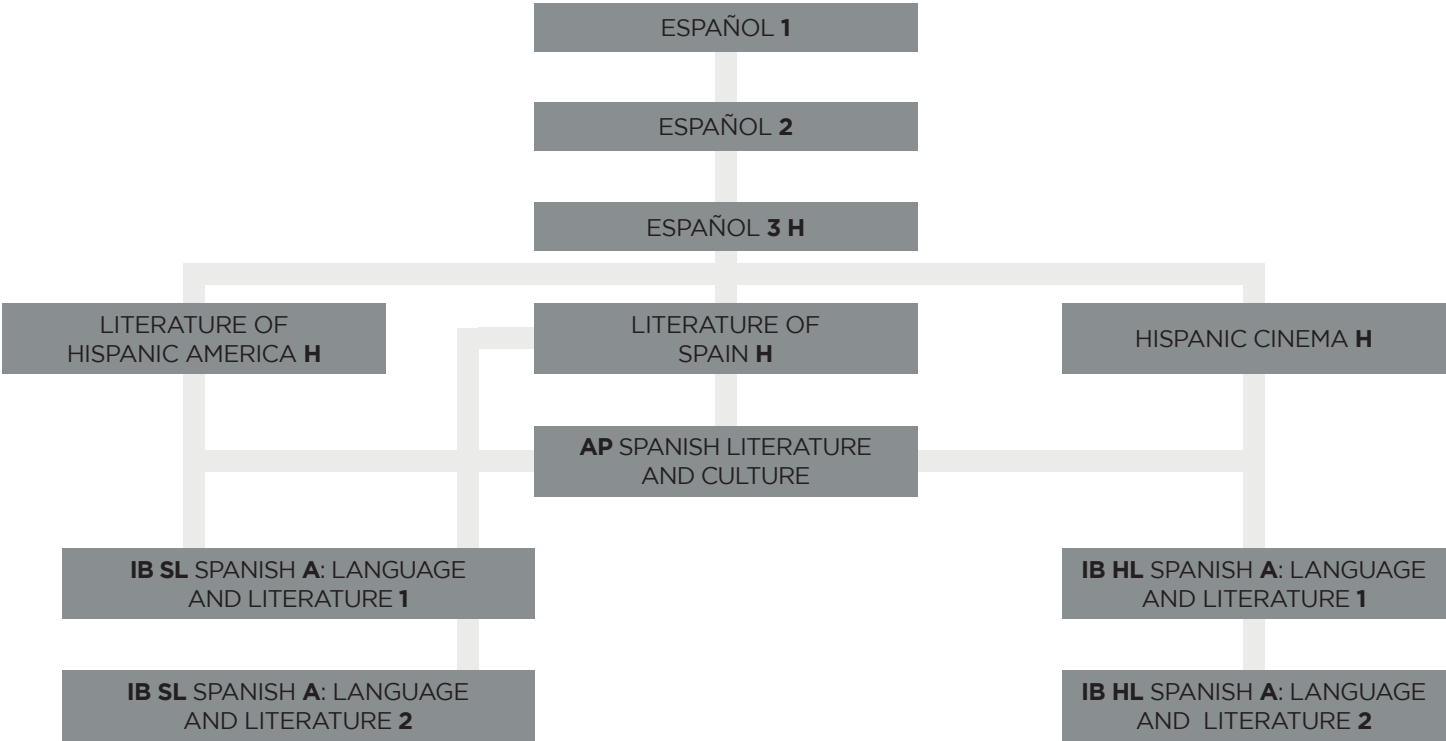 ESPAÑOL 1
ESPAÑOL 2
ESPAÑOL 3 H
LITERATURE OF
HISPANIC AMERICA H
LITERATURE OF
SPAIN H
HISPANIC CINEMA H
AP SPANISH LITERATURE
AND CULTURE
IB SL SPANISH A: LANGUAGE
AND LITERATURE 1
IB HL SPANISH A: LANGUAGE
AND LITERATURE 1
IB SL SPANISH A: LANGUAGE
AND LITERATURE 2
IB HL SPANISH A: LANGUAGE
AND LITERATURE 2